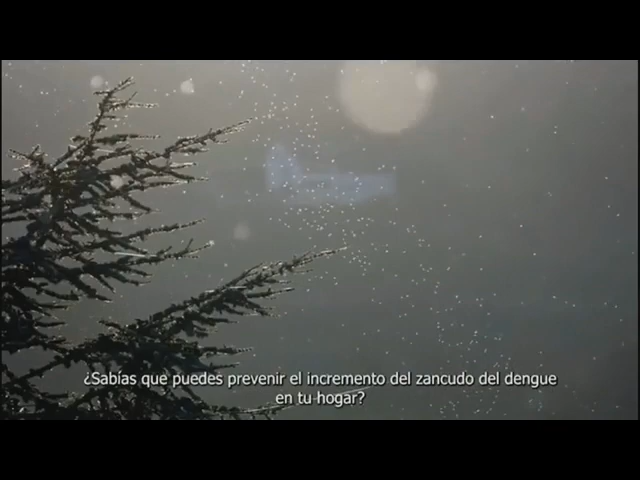 ¿Sabías que puedes prevenir el incremento del zancudo del dengue
en tu hogar?